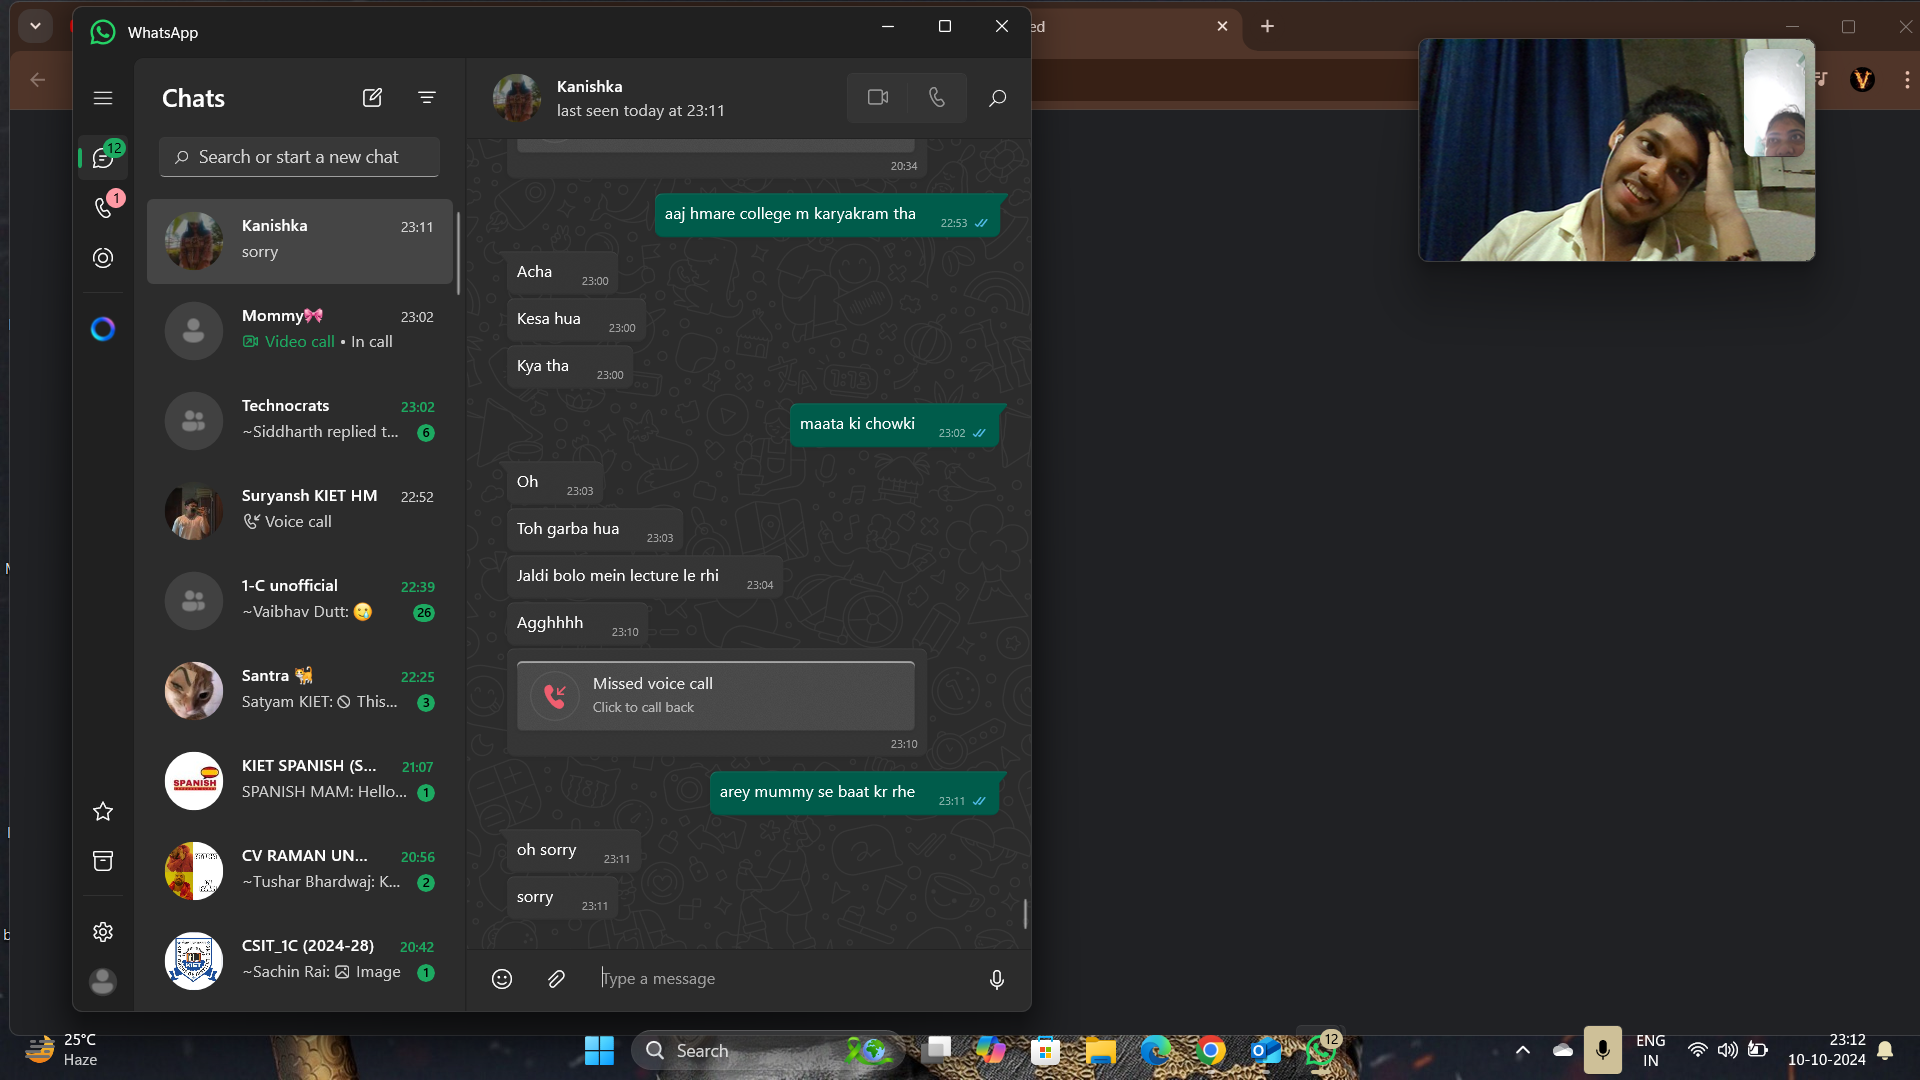 WhatsApp
ed
Chats
Search or start a new chat
12
1
Kanishka
23:11
sorry
Mommy🎀
23:02
Video call • In call
Technocrats
23:02
~Siddharth replied t...
6
Suryansh KIET HM
22:52
Voice call
1-C unofficial
22:39
~Vaibhav Dutt: 🥲
26
Santra 🐈
22:25
Satyam KIET: 🚫 This...
3
KIET SPANISH (S...
21:07
SPANISH MAM: Hello...
1
SPANISH
CV RAMAN UN...
20:56
~Tushar Bhardwaj: K...
2
CSIT_1C (2024-28)
20:42
~Sachin Rai: Image
1
KIET
Kanishka
last seen today at 23:11
20:34
aaj hmare college m karyakram tha
22:53
Acha
23:00
Kesa hua
23:00
Kya tha
23:00
maata ki chowki
23:02
Oh
23:03
Toh garba hua
23:03
Jaldi bolo mein lecture le rhi
23:04
Agghhhh
23:10
Missed voice call
Click to call back
23:10
arey mummy se baat kr rhe
23:11
oh sorry
23:11
sorry
23:11
Type a message
25°C
Haze
Search
12
ENG
IN
23:12
10-10-2024